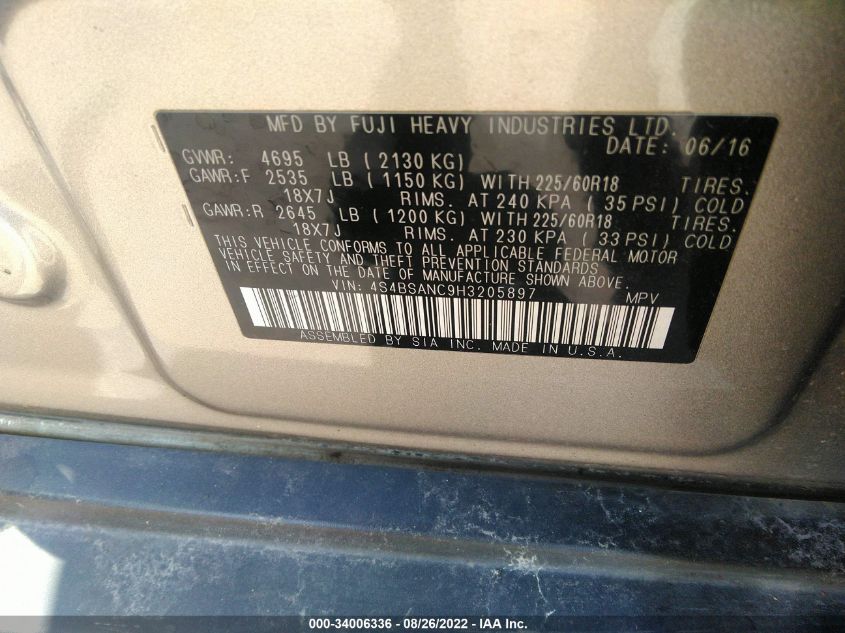 MFD BY FUJI HEAVY INDUSTRIES LTD.
DATE: 06/16
GVWR: 4695 LB (2130 KG)
GAWR:F 2535 LB (1150 KG) WITH 225/60R18 TIRES.
18X7J RIMS. AT 240 KPA (35 PSI) COLD
GAWR:R 2645 LB (1200 KG) WITH 225/60R18 TIRES.
18X7J RIMS. AT 230 KPA (33 PSI) COLD
THIS VEHICLE CONFORMS TO ALL APPLICABLE FEDERAL MOTOR
VEHICLE SAFETY AND THEFT PREVENTION STANDARDS
IN EFFECT ON THE DATE OF MANUFACTURE SHOWN ABOVE.
VIN: 4S4BSANC9H3205897 MPV
ASSEMBLED BY SIA INC. MADE IN U.S.A.
000-34006336 - 08/26/2022 - IAA Inc.